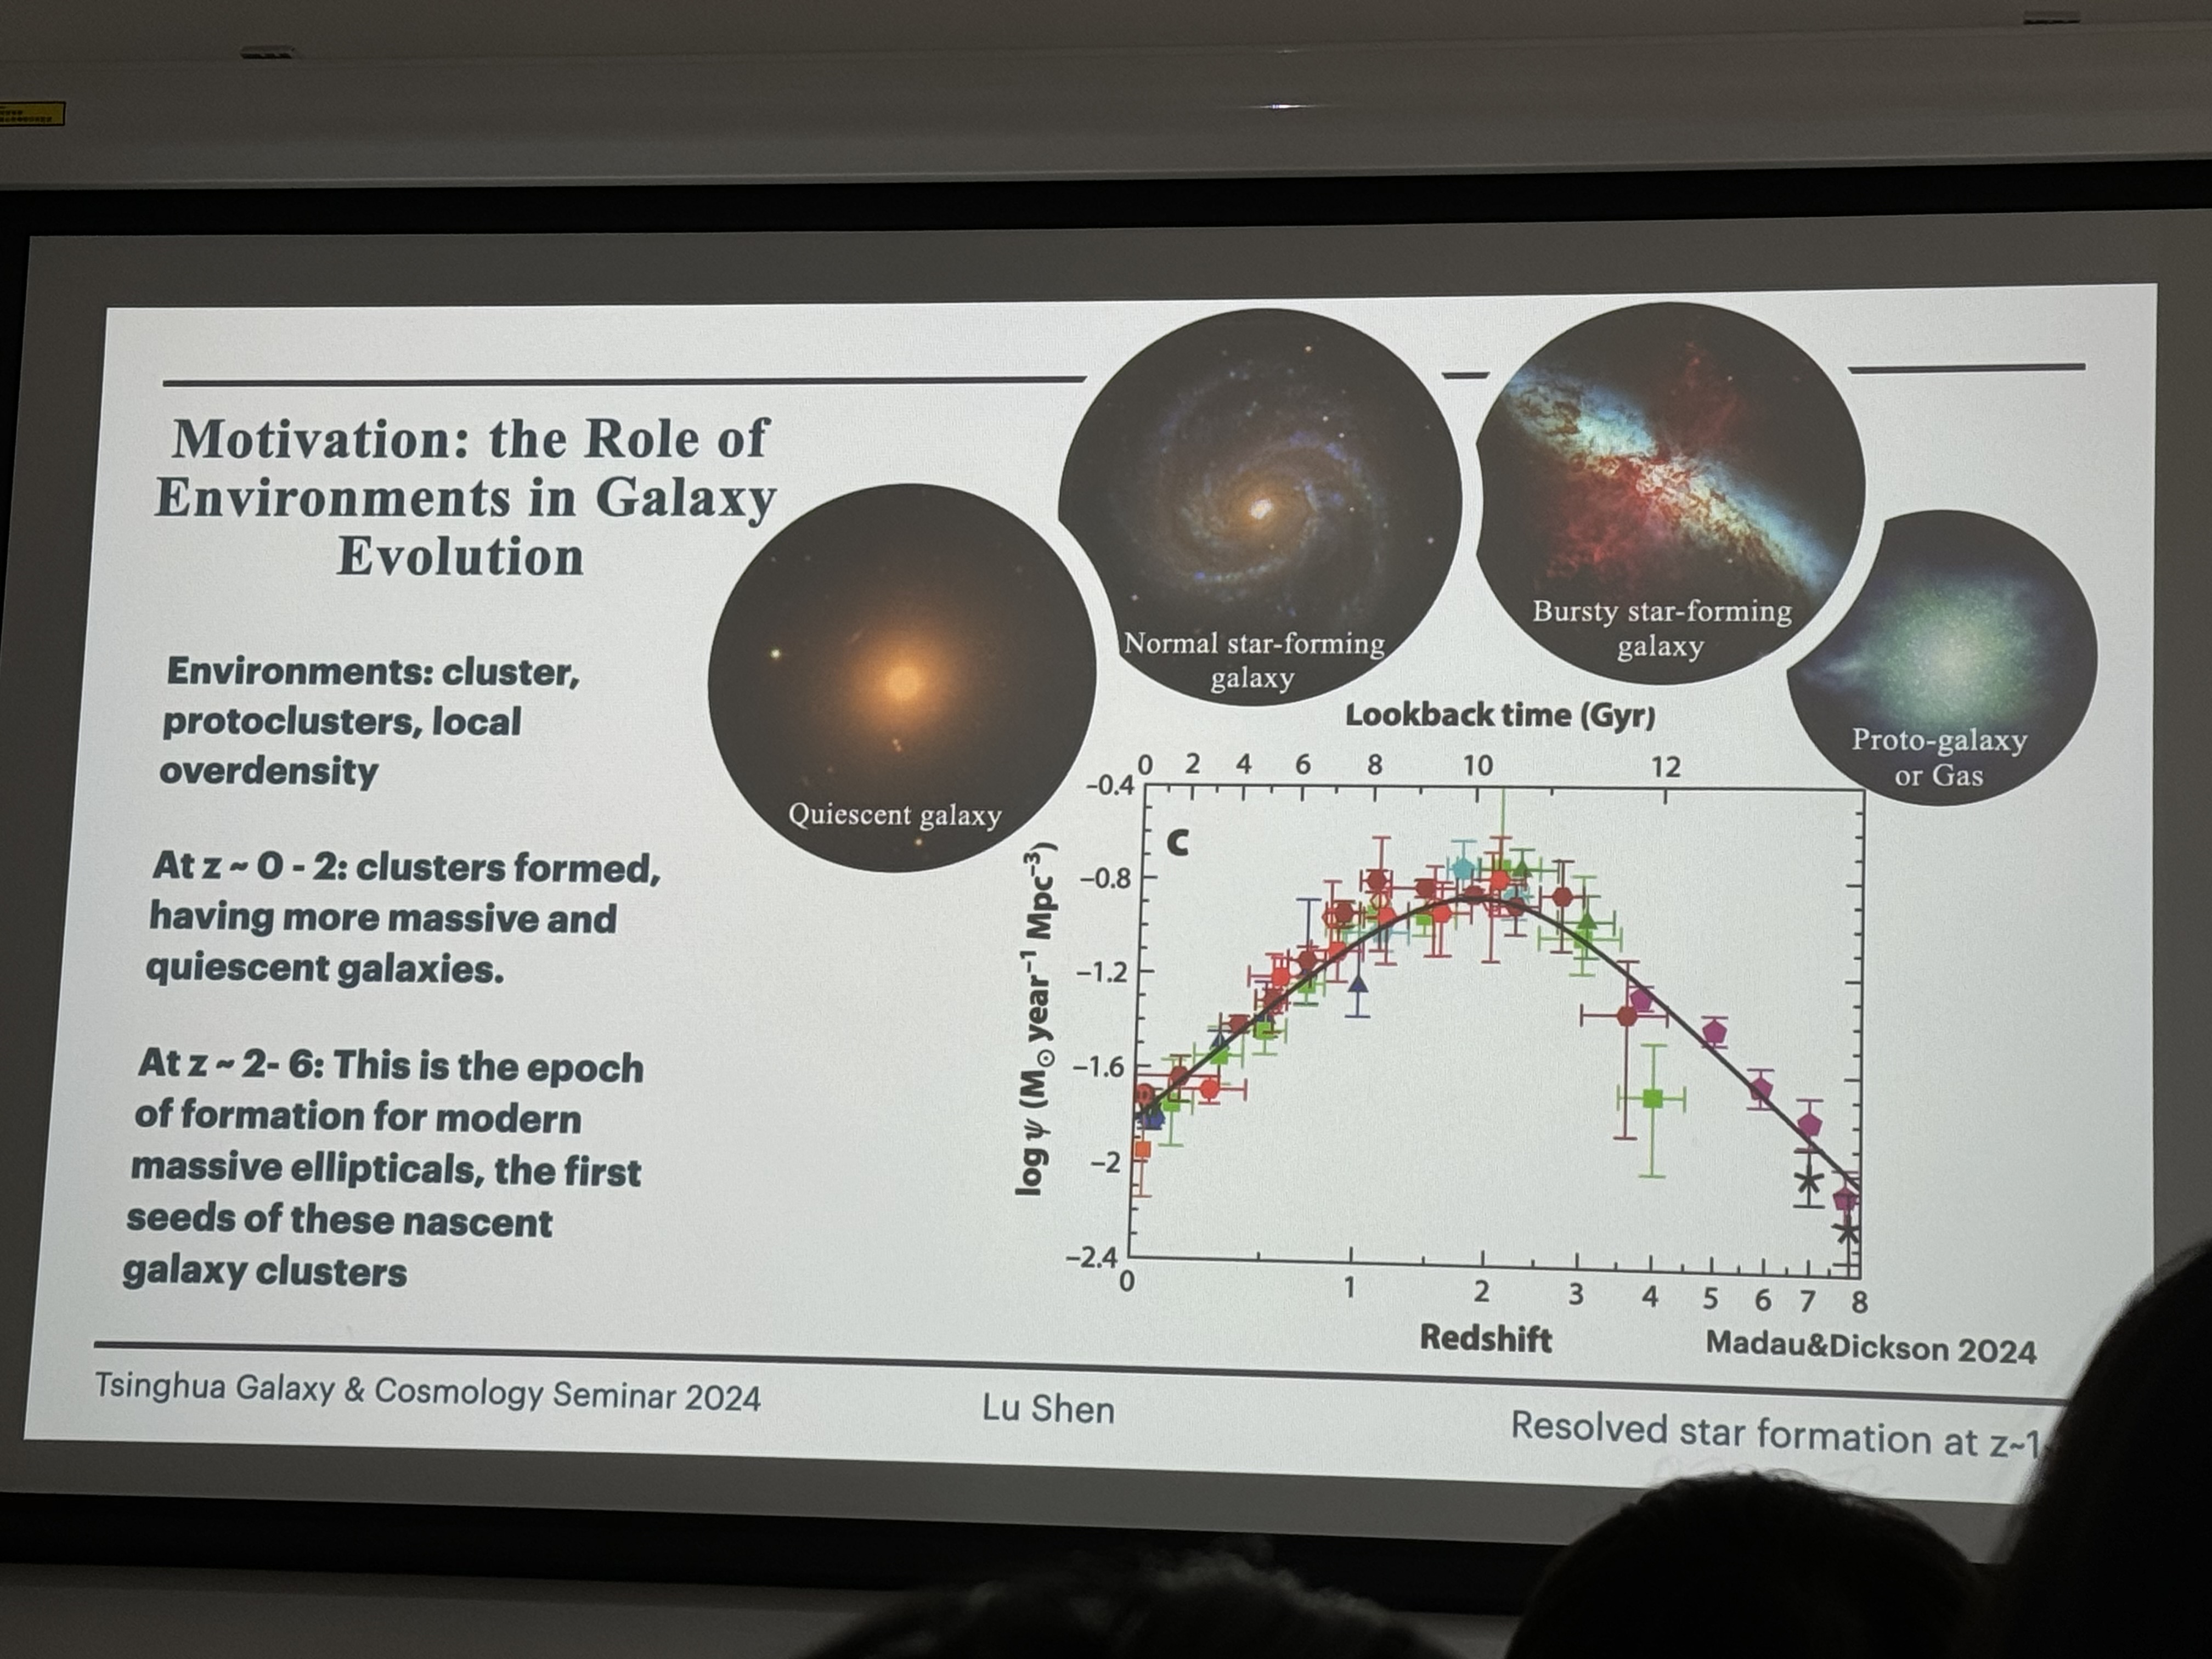 Motivation: the Role of
Environments in Galaxy
Evolution
Environments: cluster,
protoclusters, local
overdensity
At z ~ 0 - 2: clusters formed,
having more massive and
quiescent galaxies.
At z ~ 2- 6: This is the epoch
of formation for modern
massive ellipticals, the first
seeds of these nascent
galaxy clusters
Quiescent galaxy
Normal star-forming
galaxy
Bursty star-forming
galaxy
Proto-galaxy
or Gas
Lookback time (Gyr)
0 2 4 6 8 10 12
C
log ψ (M⊙ year⁻¹ Mpc⁻³)
−0.4
−0.8
−1.2
−1.6
−2
−2.4
0 1 2 3 4 5 6 7 8
Redshift
Madau&Dickson 2024
Tsinghua Galaxy & Cosmology Seminar 2024
Lu Shen
Resolved star formation at z~1